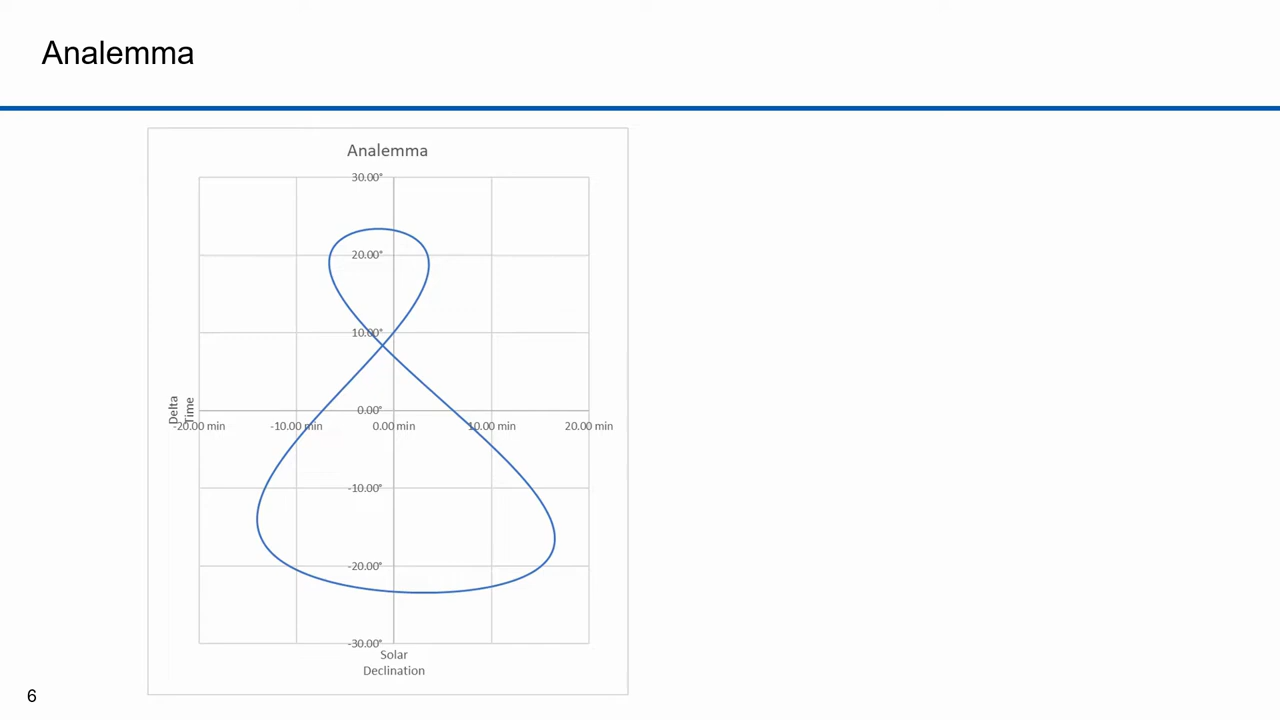 Analemma
Analemma
30.00°
20.00°
10.00°
0.00°
Delta
Time
-20.00 min
-10.00 min
0.00 min
10.00 min
20.00 min
-10.00°
-20.00°
-30.00°
Solar
Declination
6